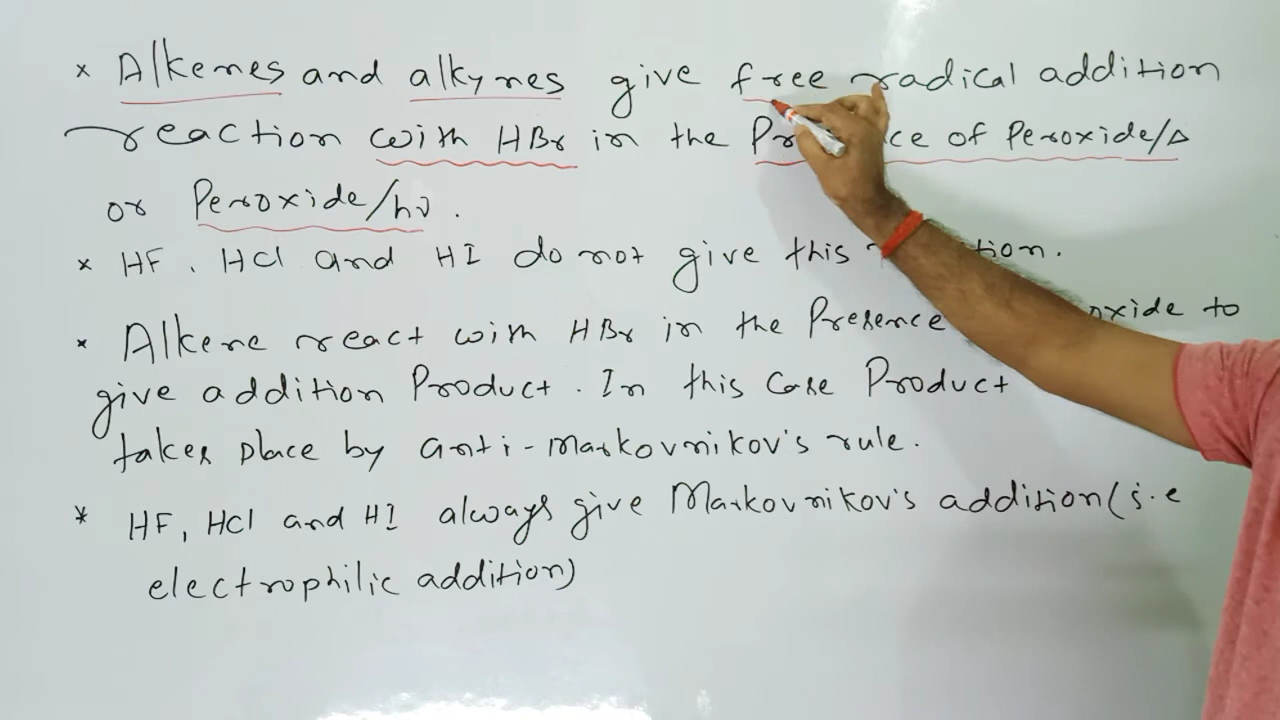 × Alkenes and alkynes give free radical addition
reaction with HBr in the ce of Peroxide/Δ
or Peroxide/hν.
× HF, HCl and HI do not give this
× Alkene react with HBr in the Presence to
give addition Product. In this Case Product
takes place by anti-Markovnikov's rule.
* HF, HCl and HI always give Markovnikov's addition (i.e
electrophilic addition)